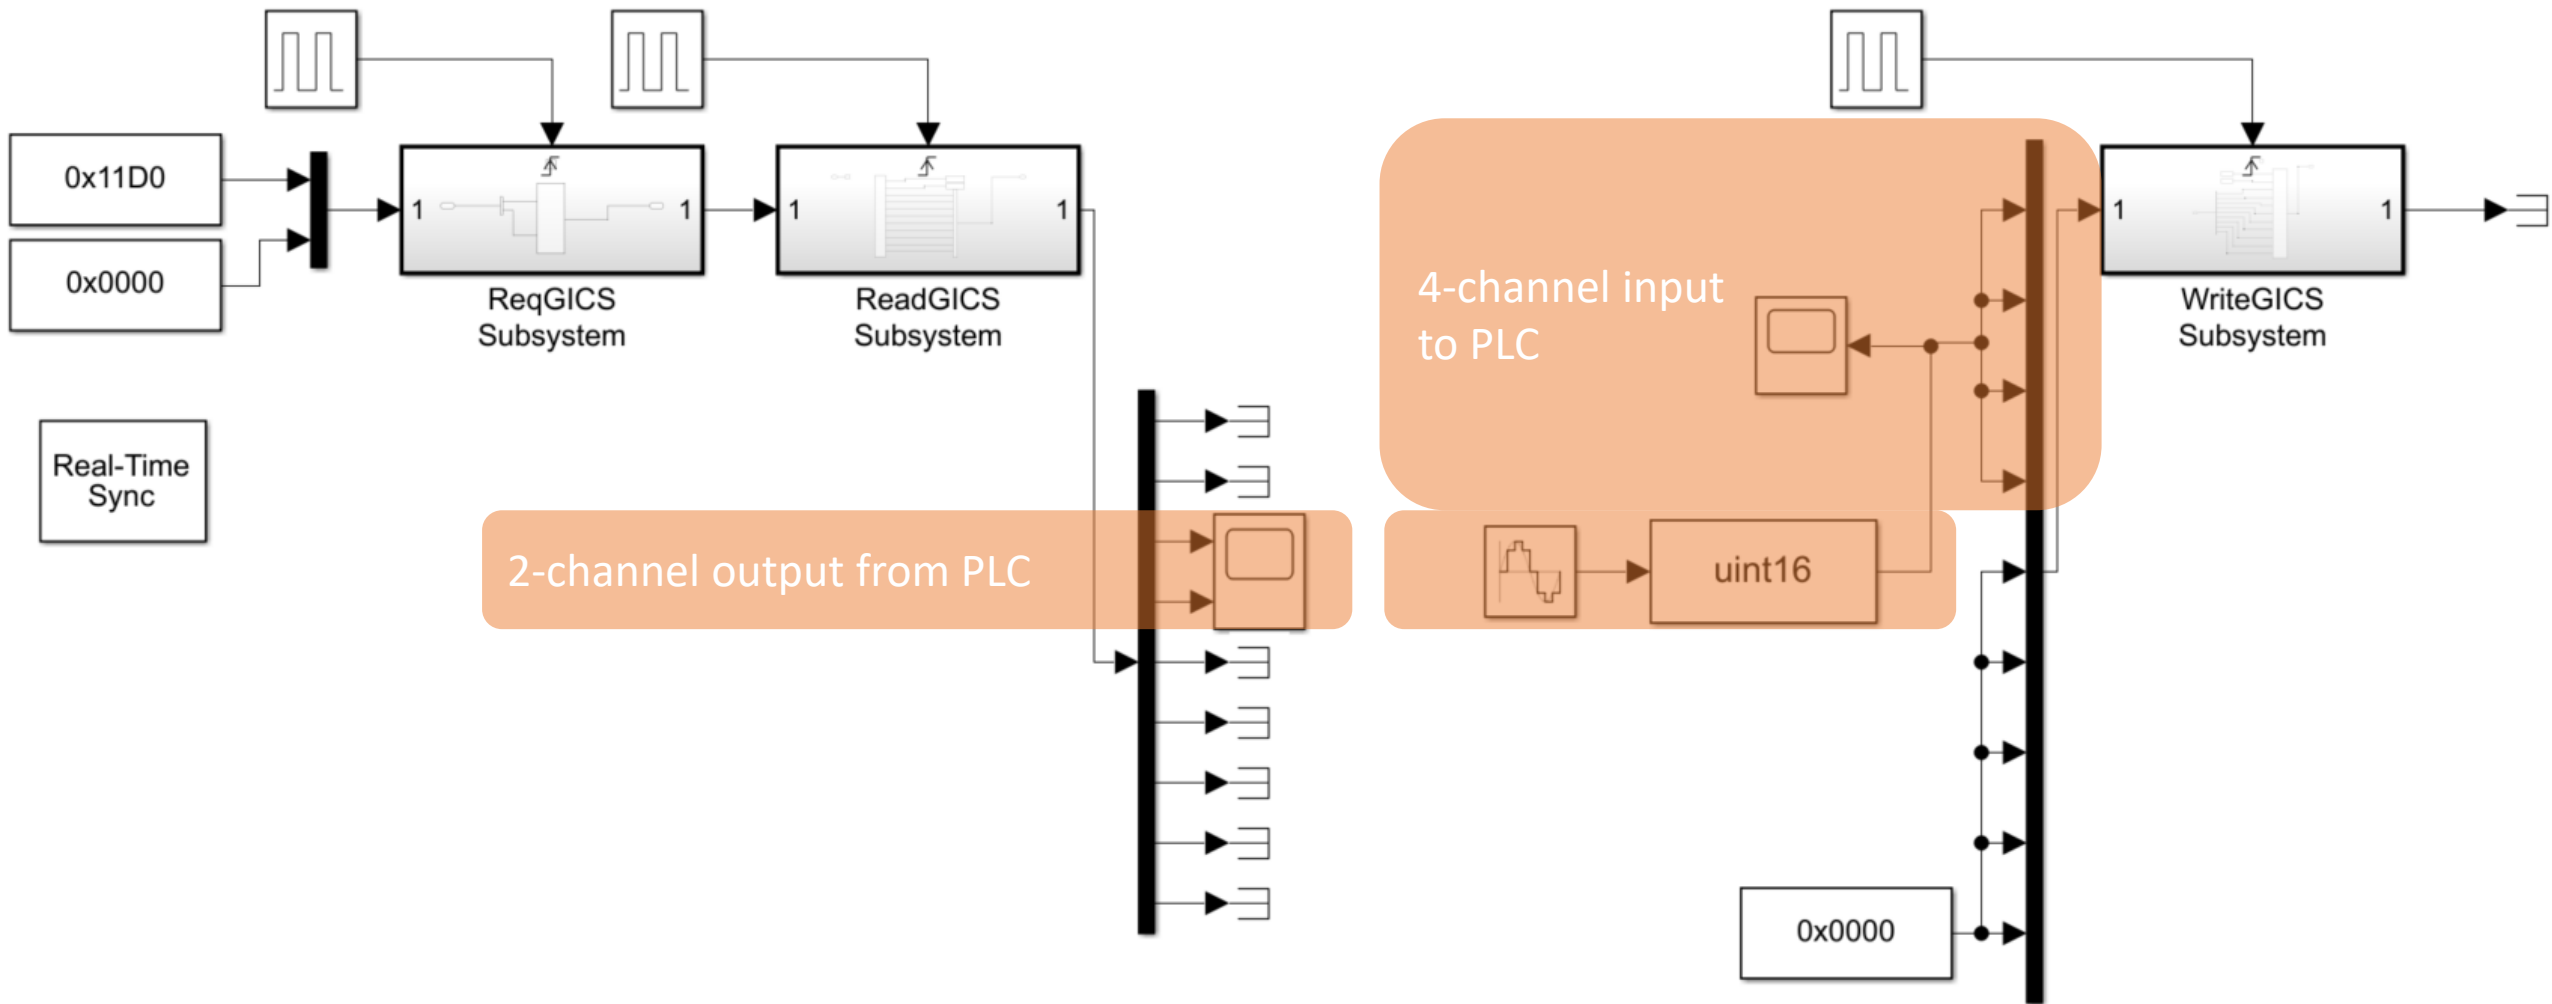 0x11D0
0x0000
1
1
ReqGICS
Subsystem
1
1
ReadGICS
Subsystem
Real-Time
Sync
2-channel output from PLC
4-channel input
to PLC
uint16
0x0000
1
1
WriteGICS
Subsystem